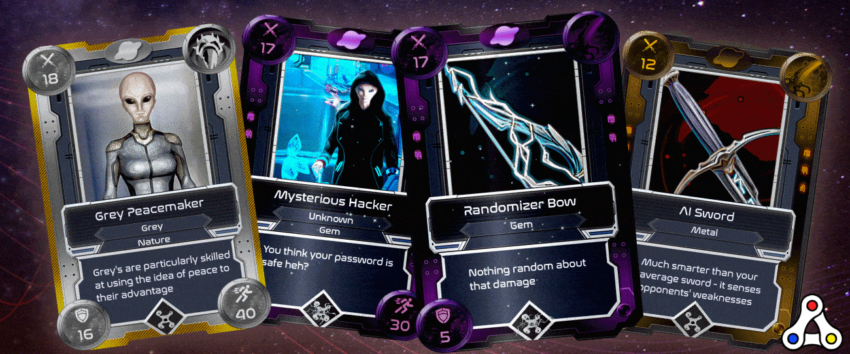 18
Grey Peacemaker
Grey
Nature
Grey's are particularly skilled
at using the idea of peace to
their advantage
16
40
17
Mysterious Hacker
Unknown
Gem
You think your password is
safe heh?
30
17
Randomizer Bow
Gem
Nothing random about
that damage
5
12
AI Sword
Metal
Much smarter than your
average sword - it senses
opponents' weaknesses